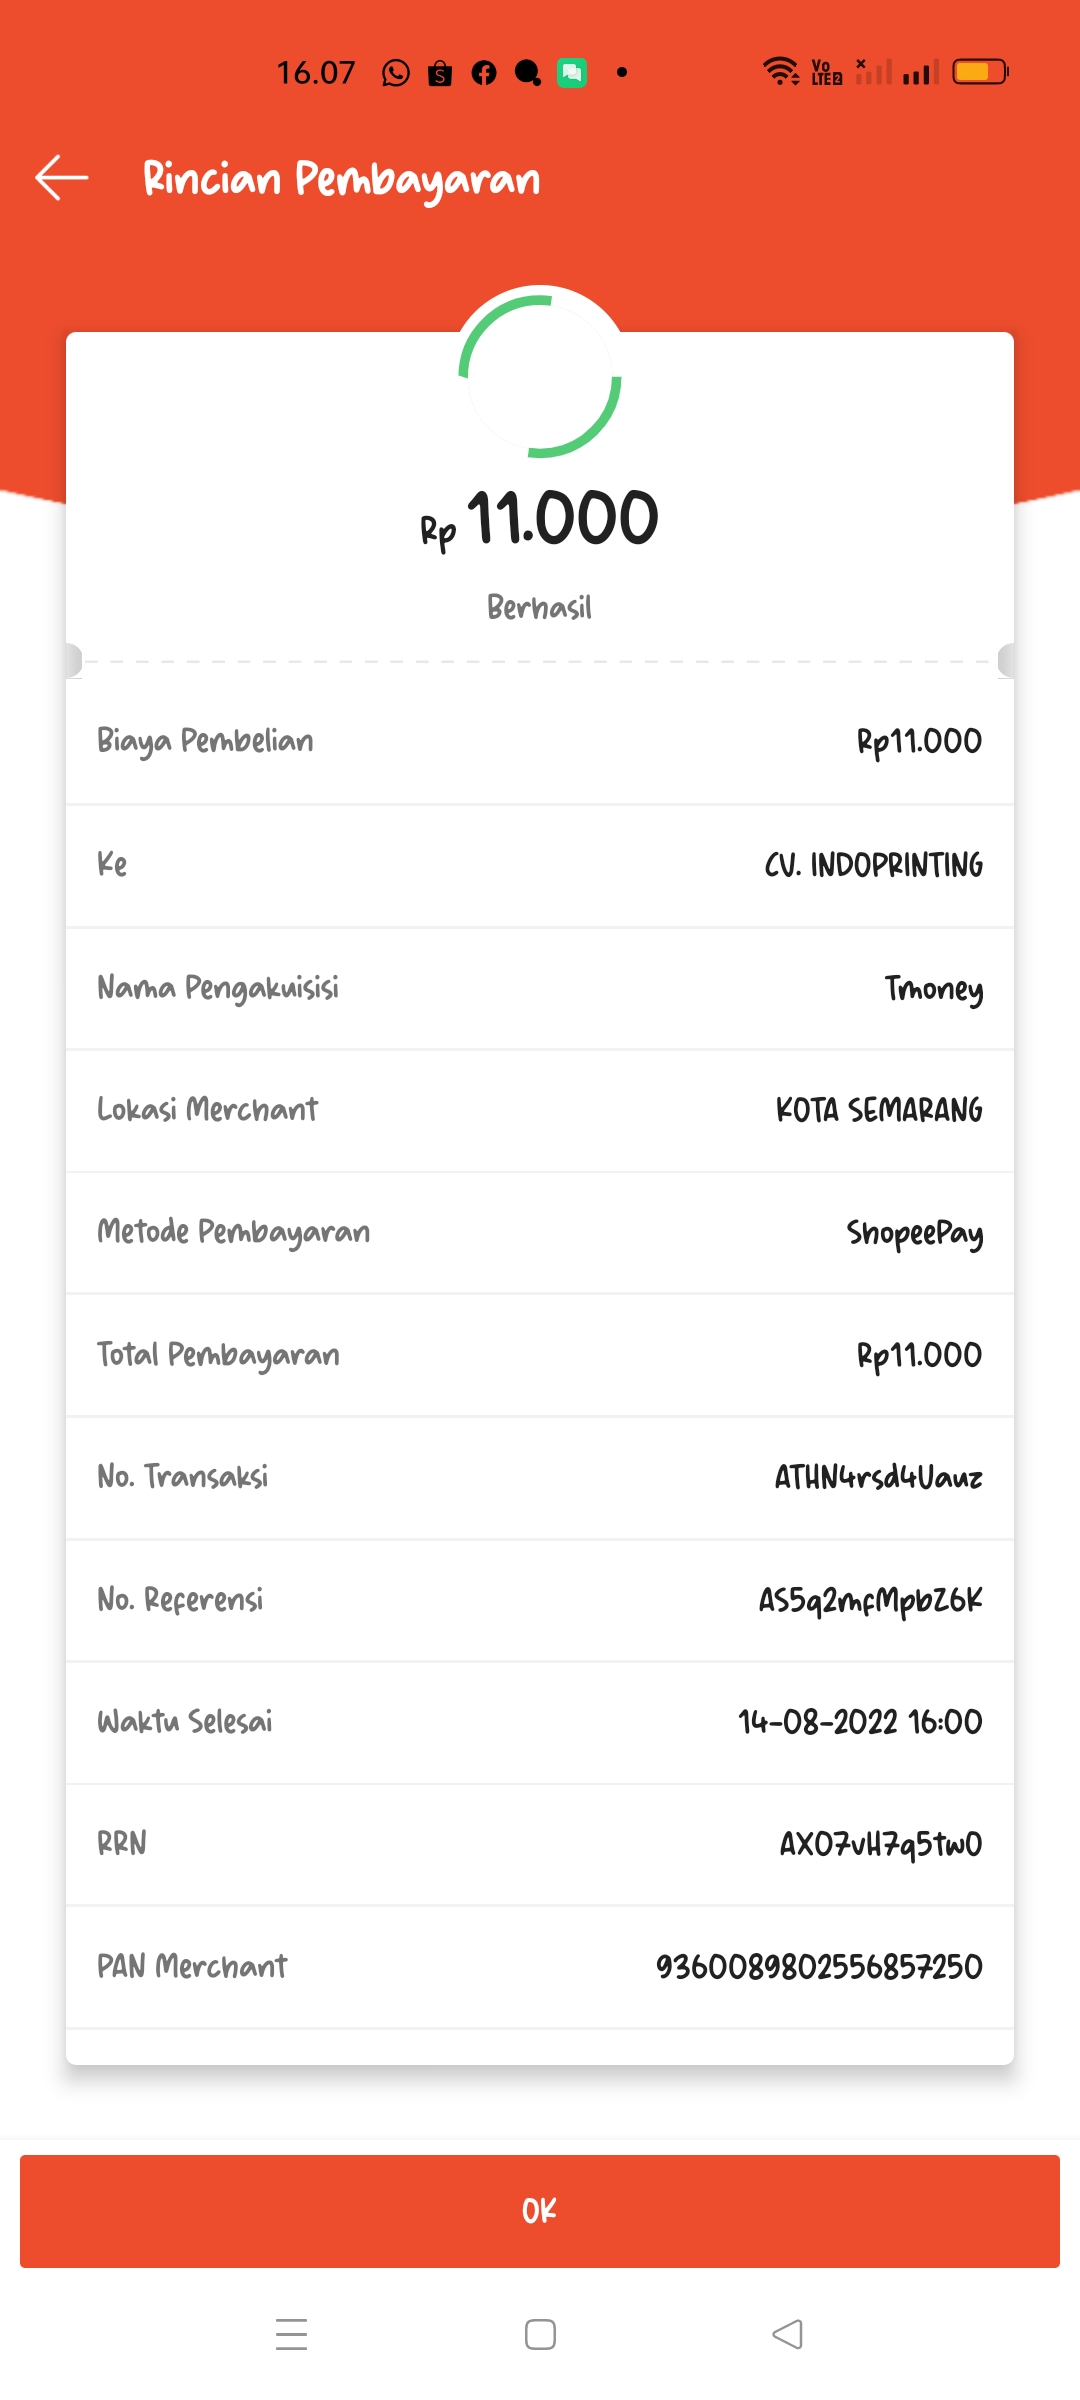 16.07
Rincian Pembayaran
Rp 11.000
Berhasil
Biaya Pembelian Rp11.000
Ke CV. INDOPRINTING
Nama Pengakuisisi Tmoney
Lokasi Merchant KOTA SEMARANG
Metode Pembayaran ShopeePay
Total Pembayaran Rp11.000
No. Transaksi ATHN4rsd4Uauz
No. Referensi AS5q2mfMpbZ6K
Waktu Selesai 14-08-2022 16:00
RRN AXO7vH7q5tw0
PAN Merchant 9360089802556857250
OK